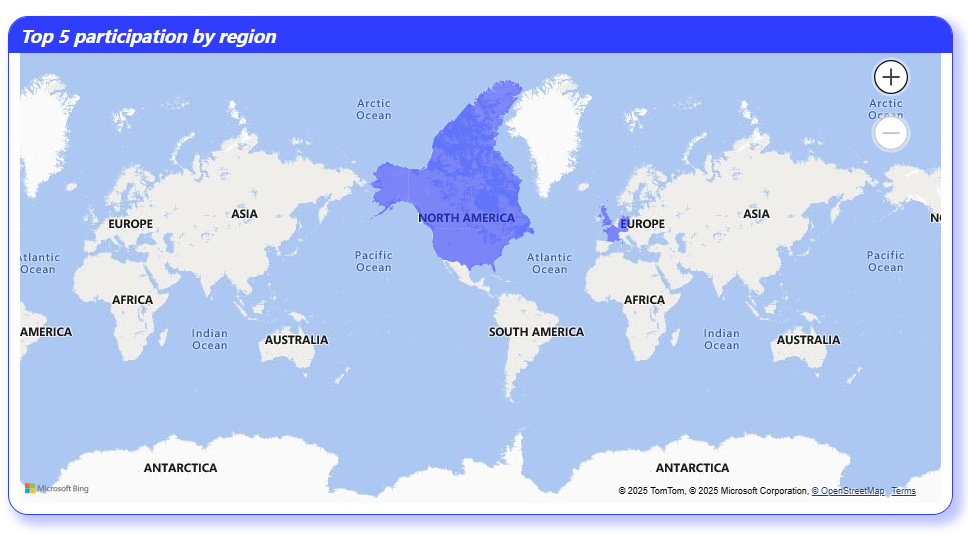 Top 5 participation by region
Arctic
Ocean
Arctic
Ocean
EUROPE
ASIA
NORTH AMERICA
EUROPE
ASIA
NO
Atlantic
Ocean
Pacific
Ocean
Atlantic
Ocean
Pacific
Ocean
AFRICA
AFRICA
AMERICA
Indian
Ocean
AUSTRALIA
SOUTH AMERICA
Indian
Ocean
AUSTRALIA
ANTARCTICA
ANTARCTICA
Microsoft Bing
© 2025 TomTom, © 2025 Microsoft Corporation, © OpenStreetMap Terms